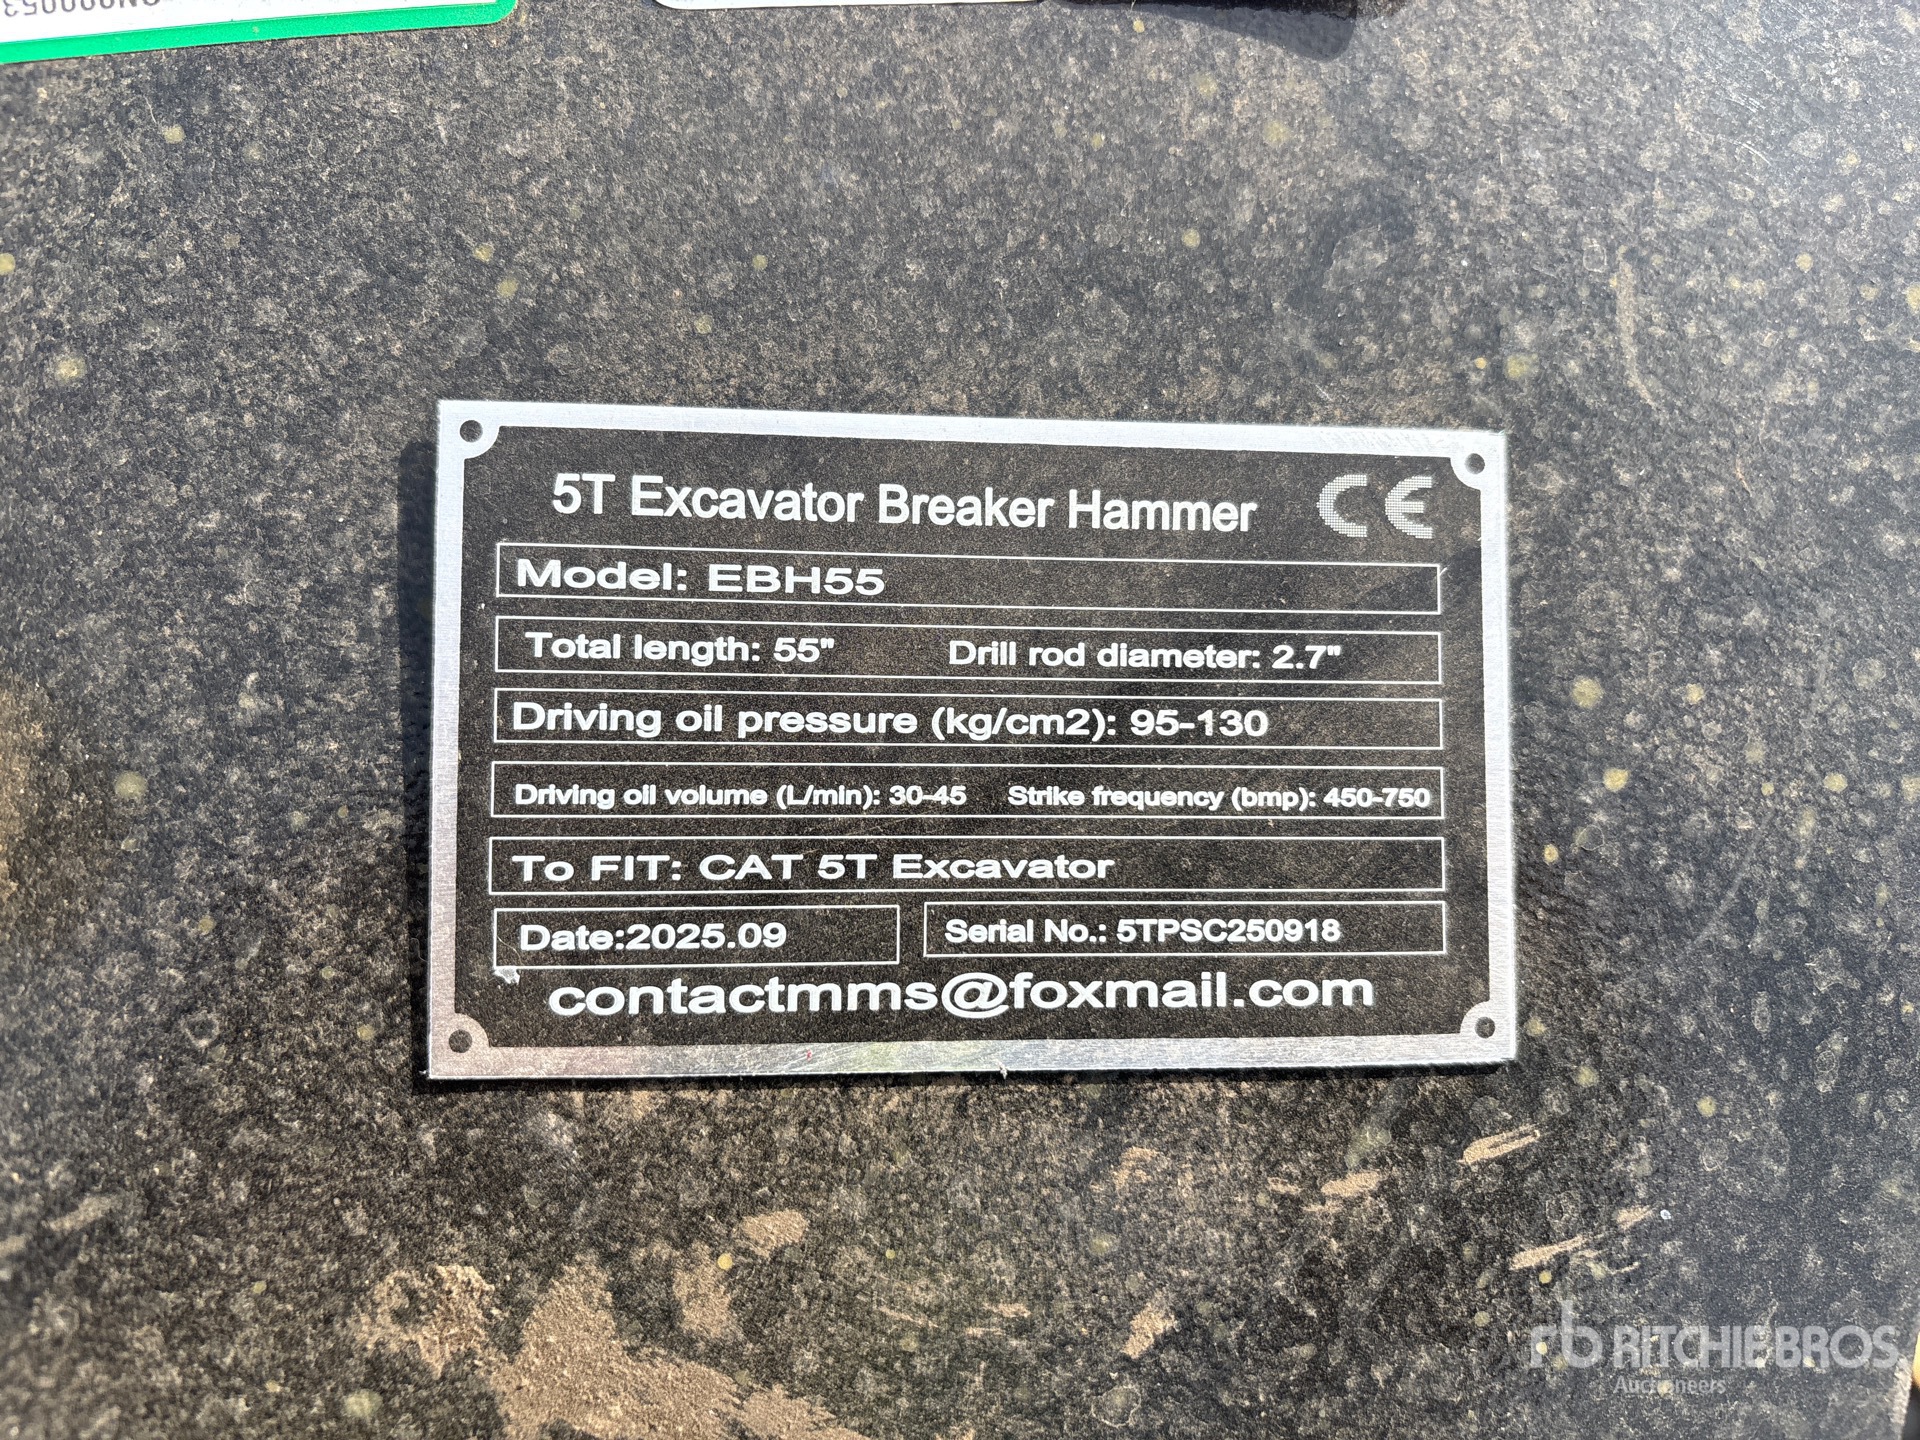 5T Excavator Breaker Hammer CE
Model: EBH55
Total length: 55" Drill rod diameter: 2.7"
Driving oil pressure (kg/cm2): 95-130
Driving oil volume (L/min): 30-45 Strike frequency (bmp): 450-750
To FIT: CAT 5T Excavator
Date:2025.09 Serial No.: 5TPSC250918
contactmms@foxmail.com
rb RITCHIE BROS
Auctioneers